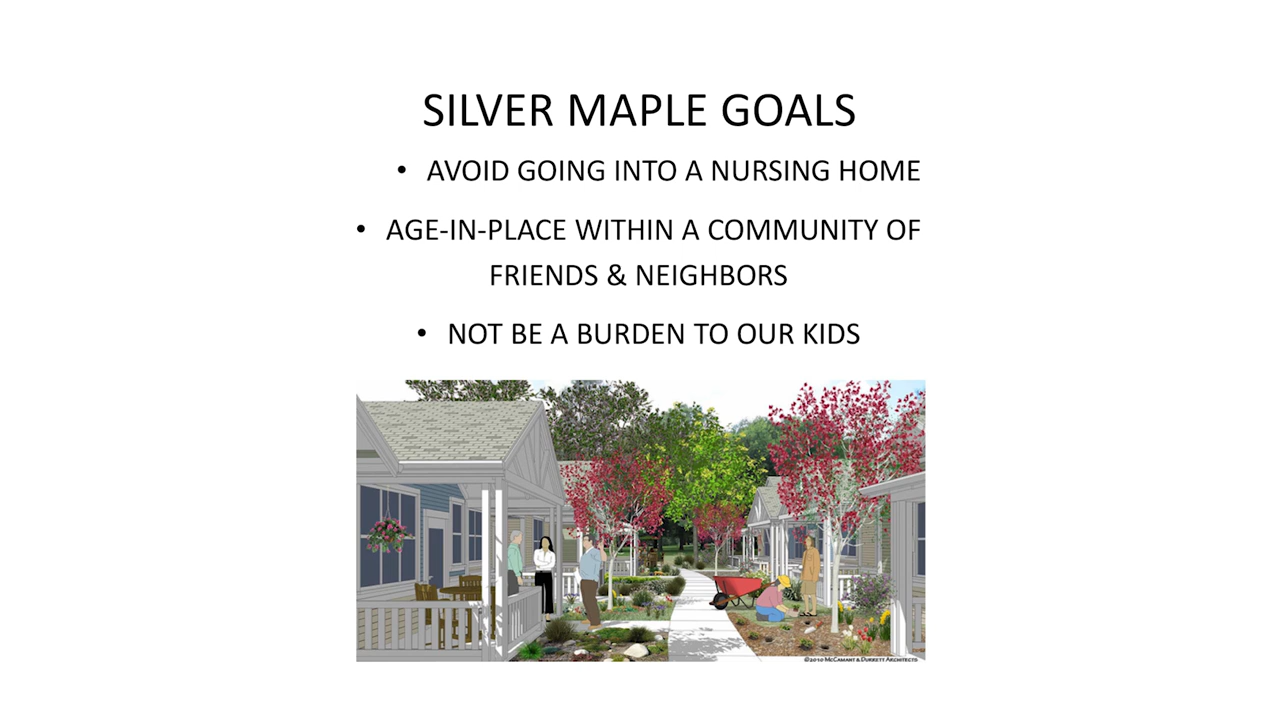 SILVER MAPLE GOALS
• AVOID GOING INTO A NURSING HOME
• AGE-IN-PLACE WITHIN A COMMUNITY OF
FRIENDS & NEIGHBORS
• NOT BE A BURDEN TO OUR KIDS
©2010 McCamant & Durrett Architects